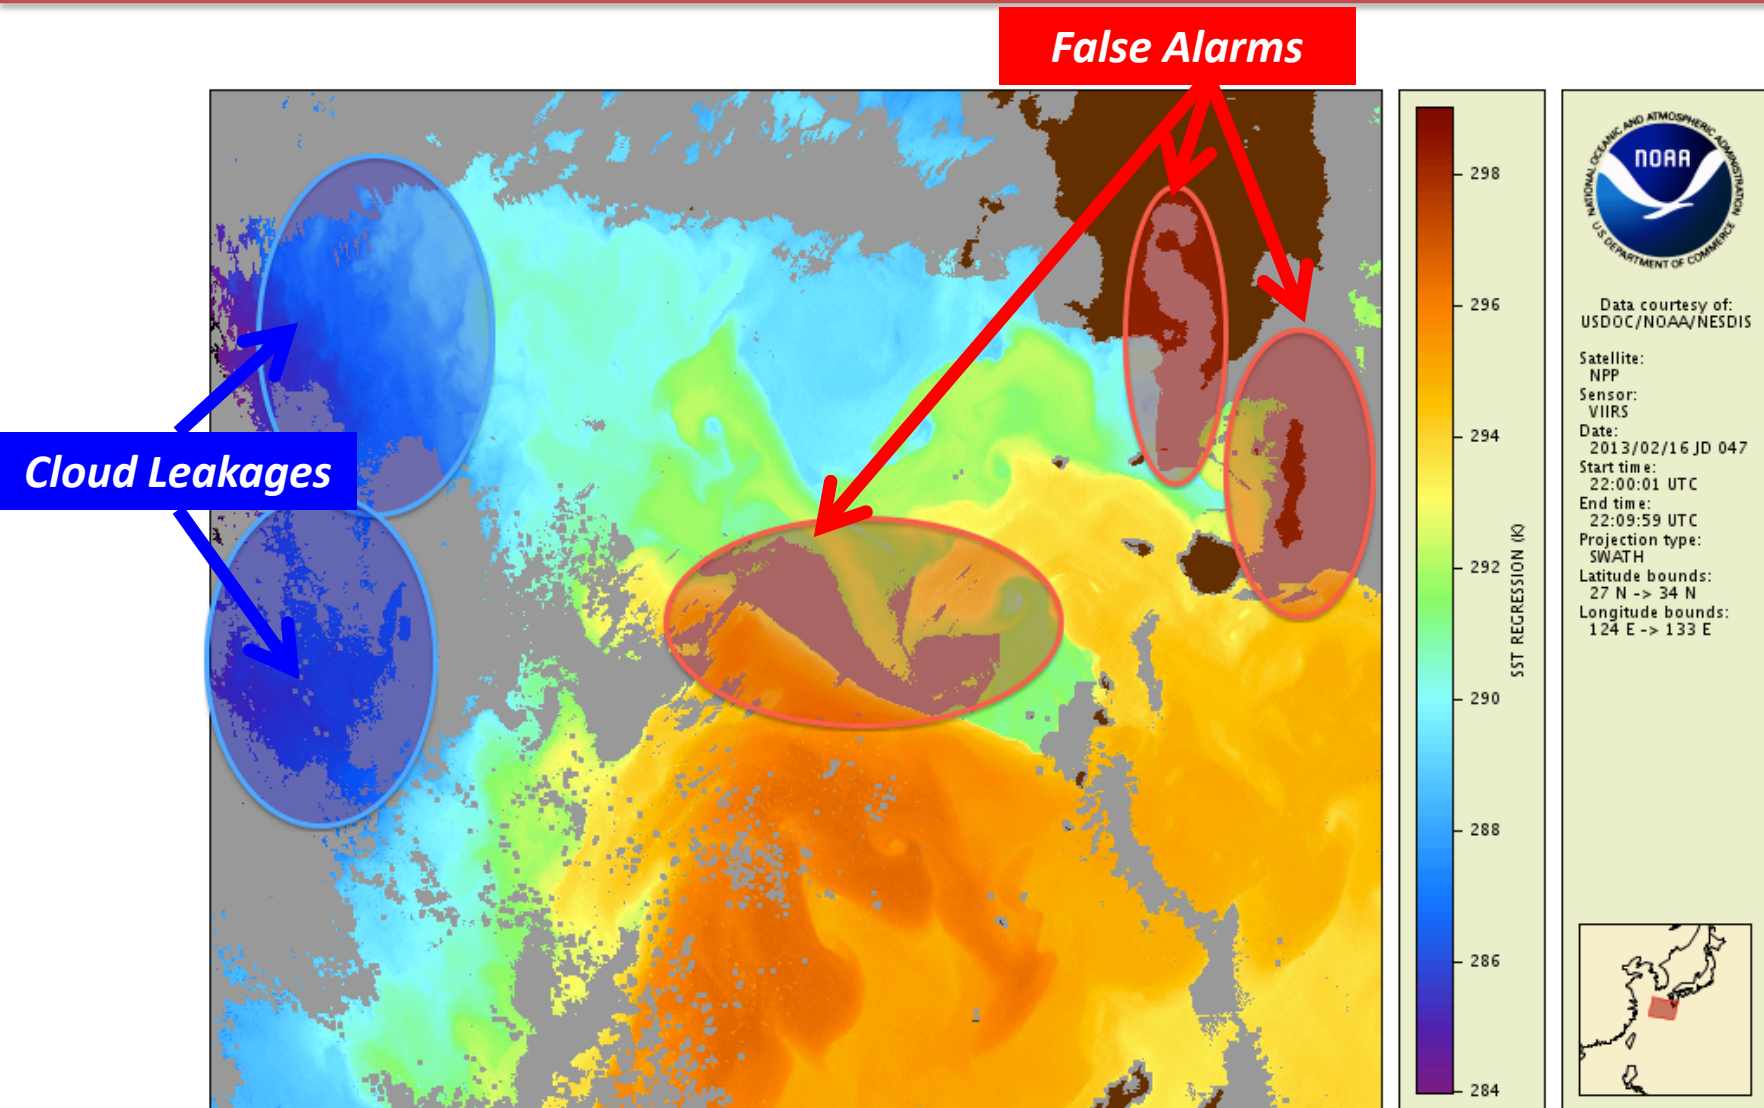 False Alarms
Cloud Leakages
298
296
294
292
290
288
286
284
SST REGRESSION (K)
NATIONAL OCEANIC AND ATMOSPHERIC ADMINISTRATION
NOAA
U.S. DEPARTMENT OF COMMERCE
Data courtesy of:
USDOC/NOAA/NESDIS
Satellite:
NPP
Sensor:
VIIRS
Date:
2013/02/16 JD 047
Start time:
22:00:01 UTC
End time:
22:09:59 UTC
Projection type:
SWATH
Latitude bounds:
27 N -> 34 N
Longitude bounds:
124 E -> 133 E